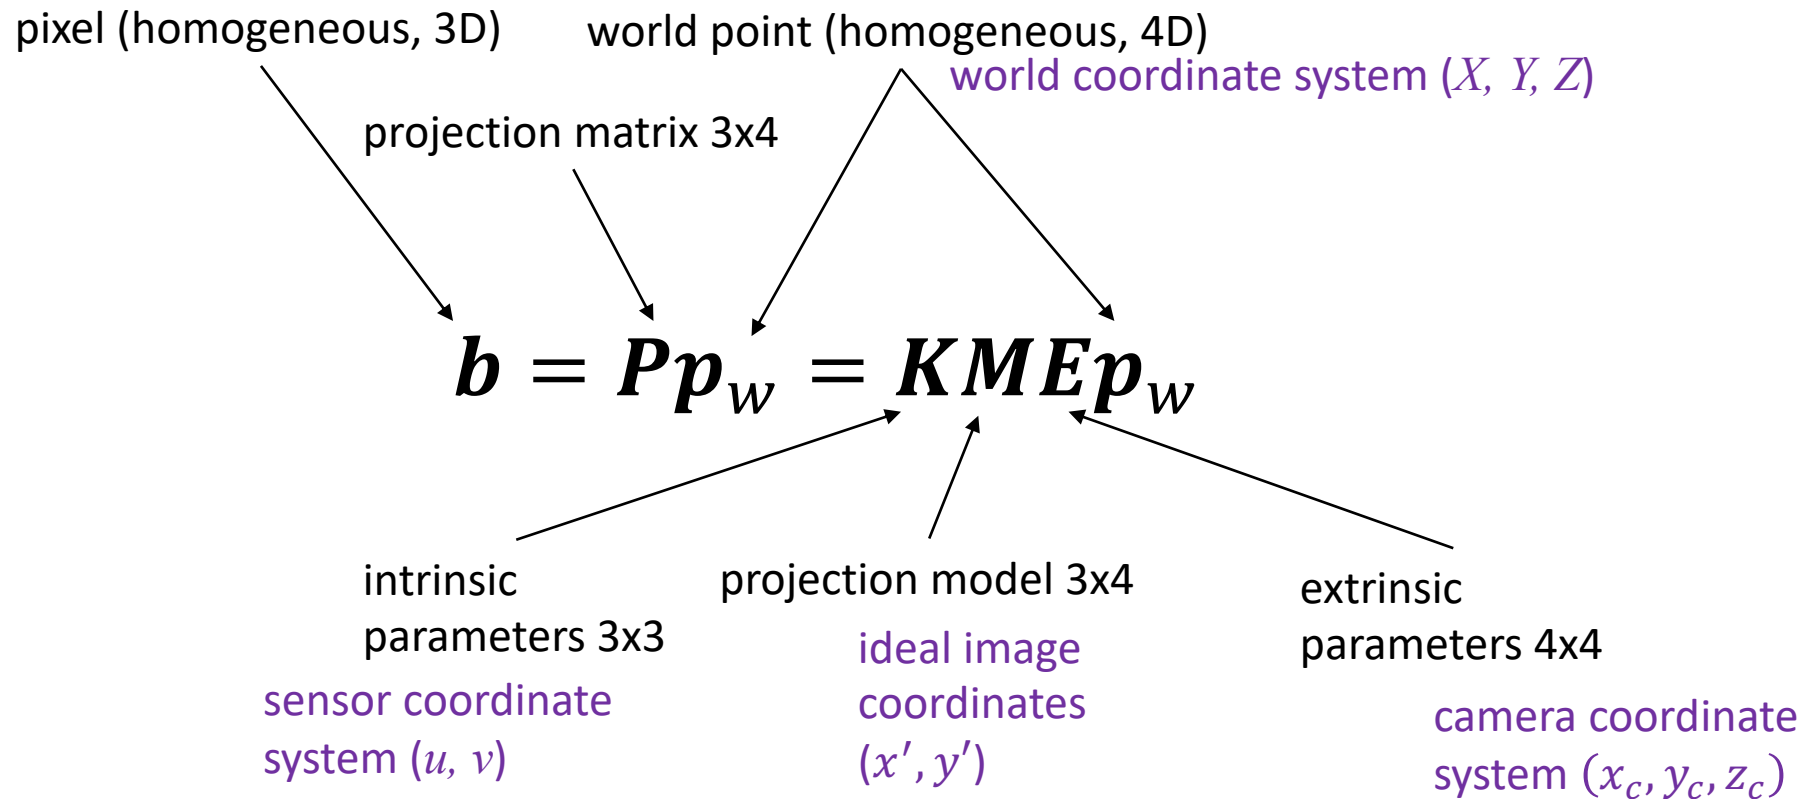 pixel (homogeneous, 3D)
world point (homogeneous, 4D)
world coordinate system (X, Y, Z)
projection matrix 3x4
b = Pp_w = KMEp_w
intrinsic
parameters 3x3
sensor coordinate
system (u, v)
projection model 3x4
ideal image
coordinates
(x′, y′)
extrinsic
parameters 4x4
camera coordinate
system (x_c, y_c, z_c)